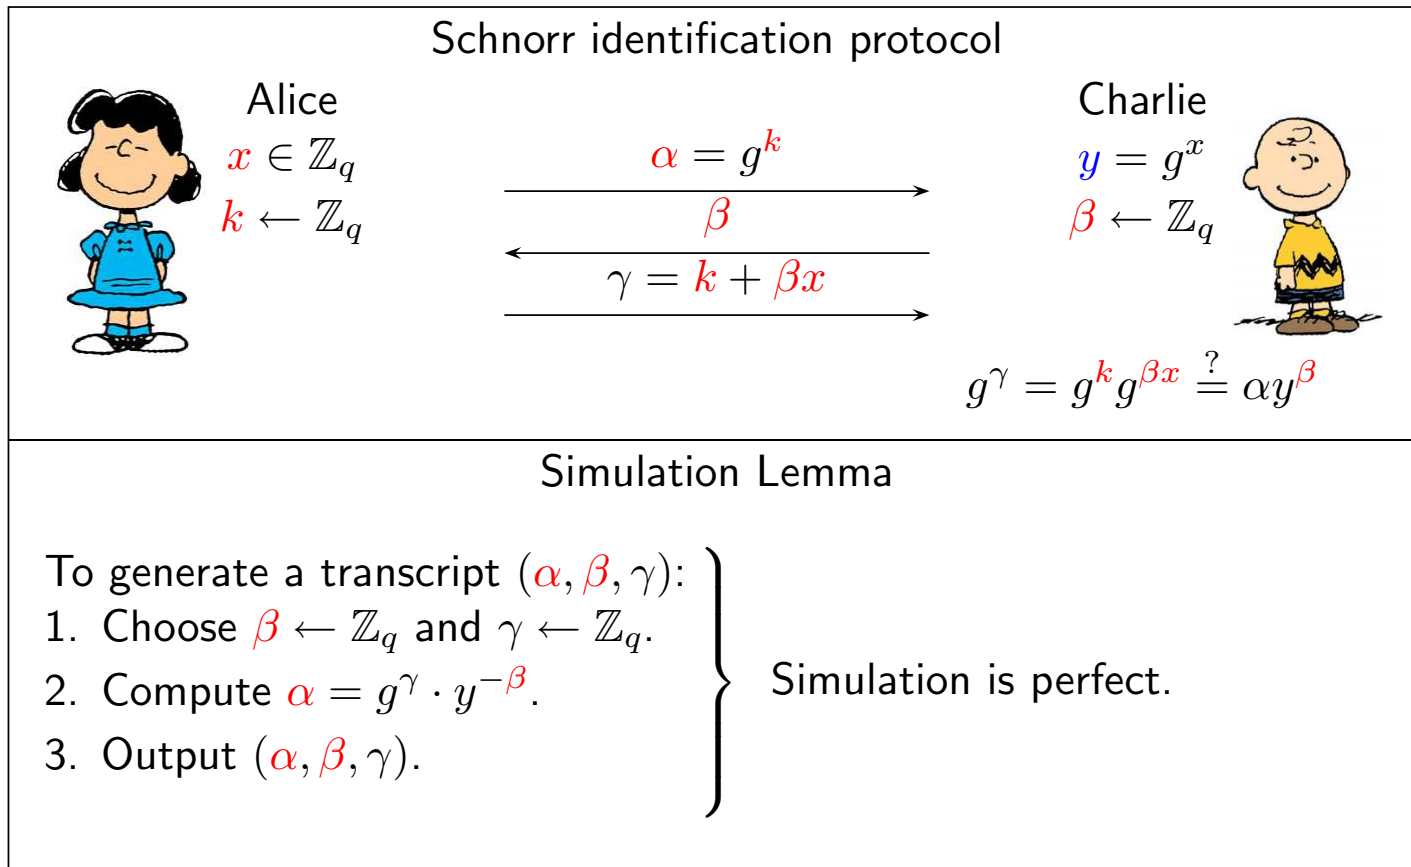 Schnorr identification protocol
Alice
x ∈ ℤ_q
k ← ℤ_q
α = g^k
β
γ = k + βx
Charlie
y = g^x
β ← ℤ_q
g^γ = g^k g^{βx} ≟ αy^β
Simulation Lemma
To generate a transcript (α, β, γ):
1. Choose β ← ℤ_q and γ ← ℤ_q.
2. Compute α = g^γ · y^{−β}.
3. Output (α, β, γ).
Simulation is perfect.